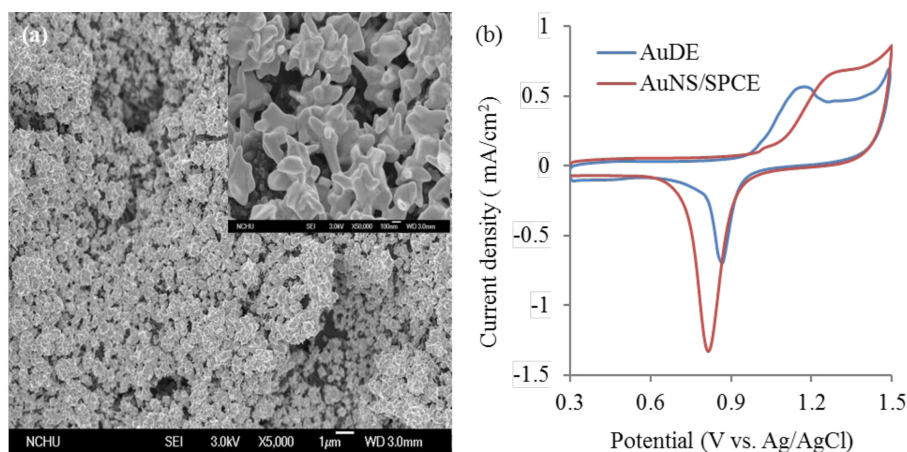 (a)
NCHU SEI 3.0kV X50,000 100nm WD 3.0mm
NCHU SEI 3.0kV X5,000 1μm WD 3.0mm
(b)
AuDE
AuNS/SPCE
Current density ( mA/cm²)
1
0.5
0
-0.5
-1
-1.5
0.3 0.6 0.9 1.2 1.5
Potential (V vs. Ag/AgCl)